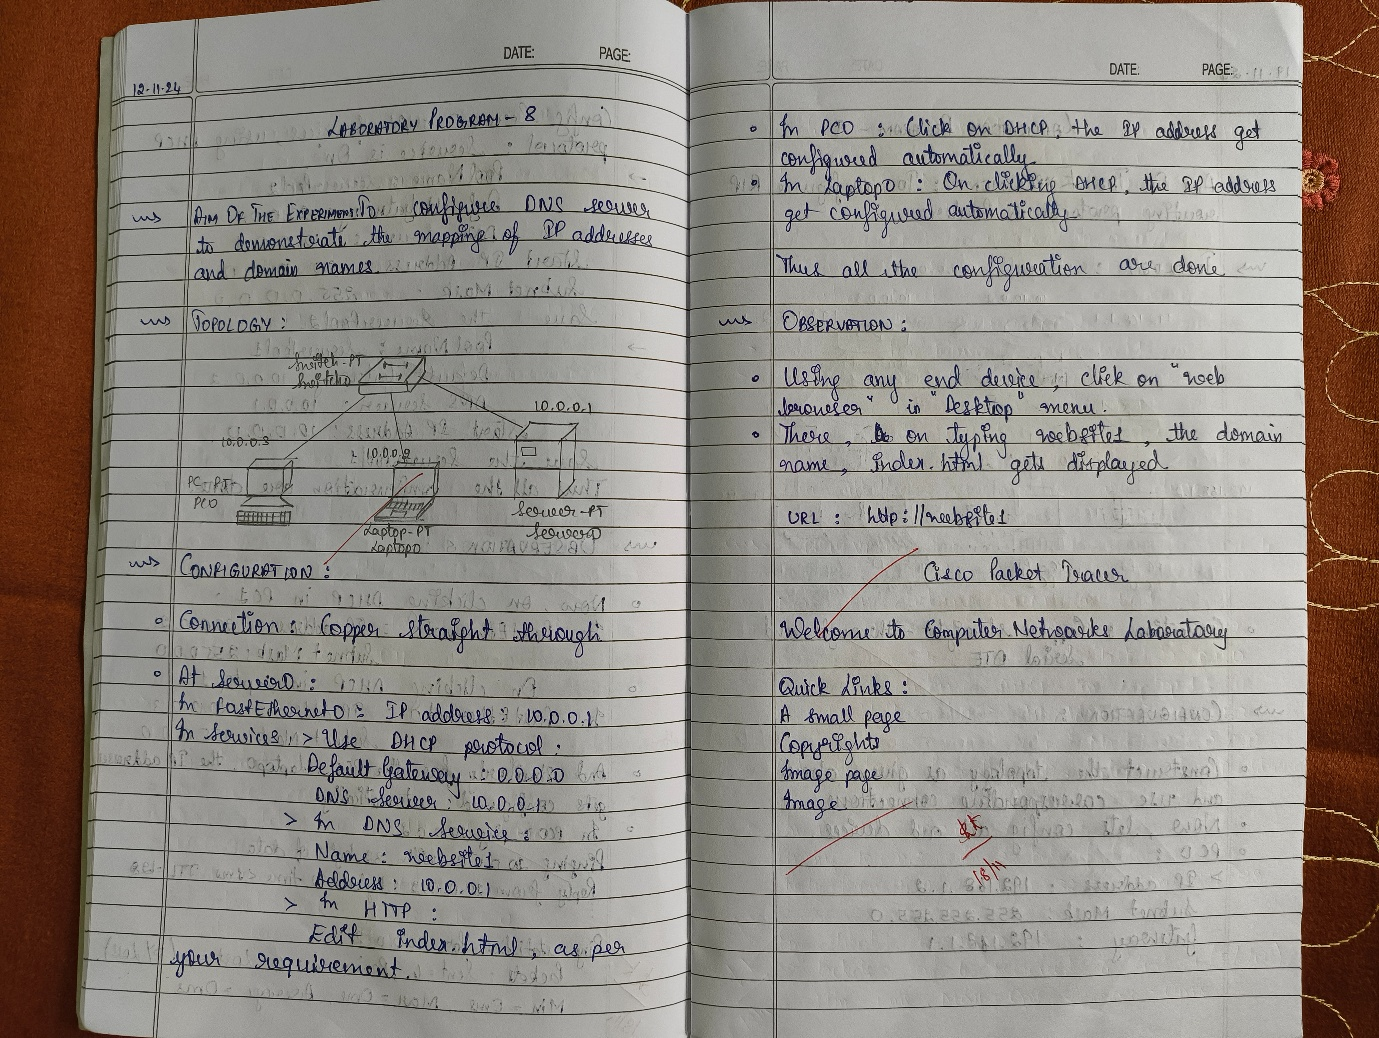 DATE: PAGE:
12-11-24
LABORATORY PROGRAM - 8
AIM OF THE EXPERIMENT: To configure DNS server
to demonstrate the mapping of IP addresses
and domain names.
TOPOLOGY:
Switch-PT
Switch0
10.0.0.1
10.0.0.3
10.0.0.2
PC-PT
PC0
Laptop-PT
Laptop0
Server-PT
Server0
CONFIGURATION:
Connection: Copper straight through
At Server0:
In FastEthernet0: IP address: 10.0.0.1
In Services > Use DHCP protocol.
Default Gateway: 0.0.0.0
DNS Server: 10.0.0.1
> In DNS Service:
Name: website1
Address: 10.0.0.1
> In HTTP:
Edit index.html, as per
your requirement.
DATE: PAGE:
In PC0: Click on DHCP, the IP address get
configured automatically.
In Laptop0: On clicking DHCP, the IP address
get configured automatically.
Thus all the configuration are done
OBSERVATION:
Using any end device, click on "web
browser" in "Desktop" menu.
There, on typing website1, the domain
name, index.html gets displayed
URL: http://website1
Cisco Packet Tracer
Welcome to Computer Networks Laboratory
Quick Links:
A small page
Copyrights
Image page
Image
18/11